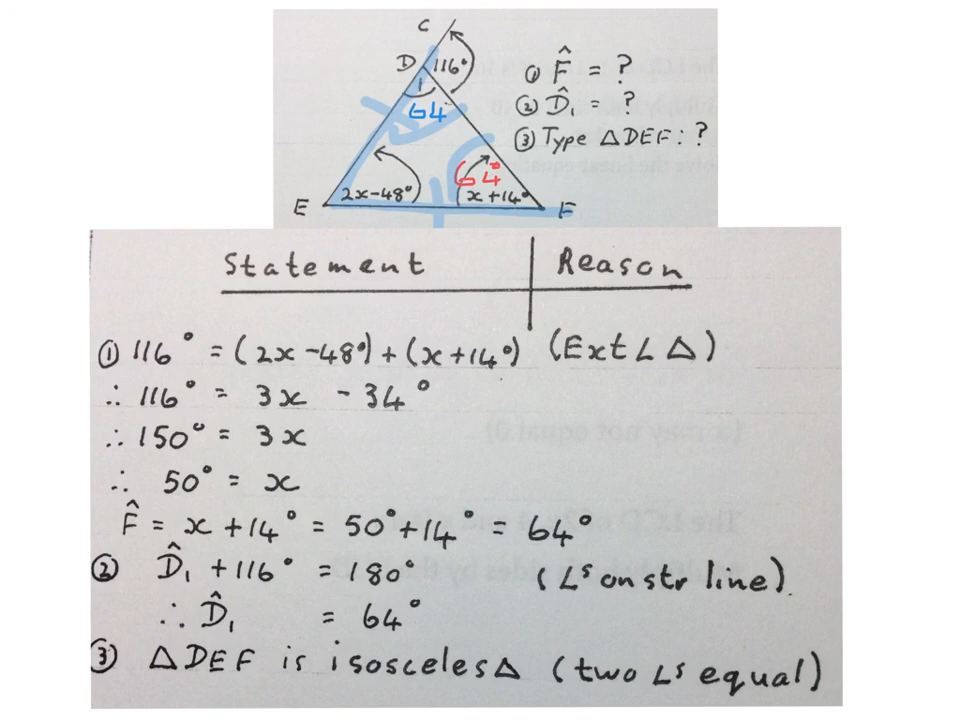 C
D 116°
1
64
① F̂ = ?
② D̂₁ = ?
③ Type △DEF: ?
64°
E 2x-48° x+14° F
Statement Reason
① 116° = (2x-48°) + (x+14°) (Ext∠△)
∴ 116° = 3x - 34°
∴ 150° = 3x
∴ 50° = x
F̂ = x+14° = 50°+14° = 64°
② D̂₁ + 116° = 180° (∠ˢ on str line).
∴ D̂₁ = 64°
③ △DEF is isosceles△ (two ∠ˢ equal)